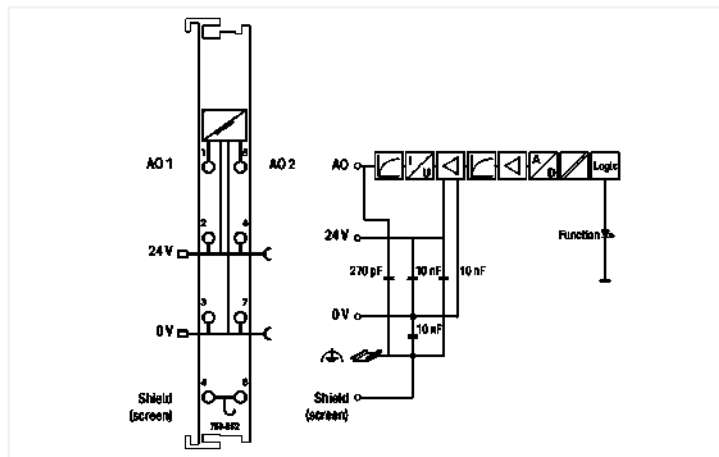 1
5
AO 1
AO 2
2
6
24 V
3
7
0 V
4
8
Shield
(screen)
AO
I
U
A
D
Logic
24 V
Function
270 pF
10 nF
10 nF
0 V
10 nF
Shield
(screen)